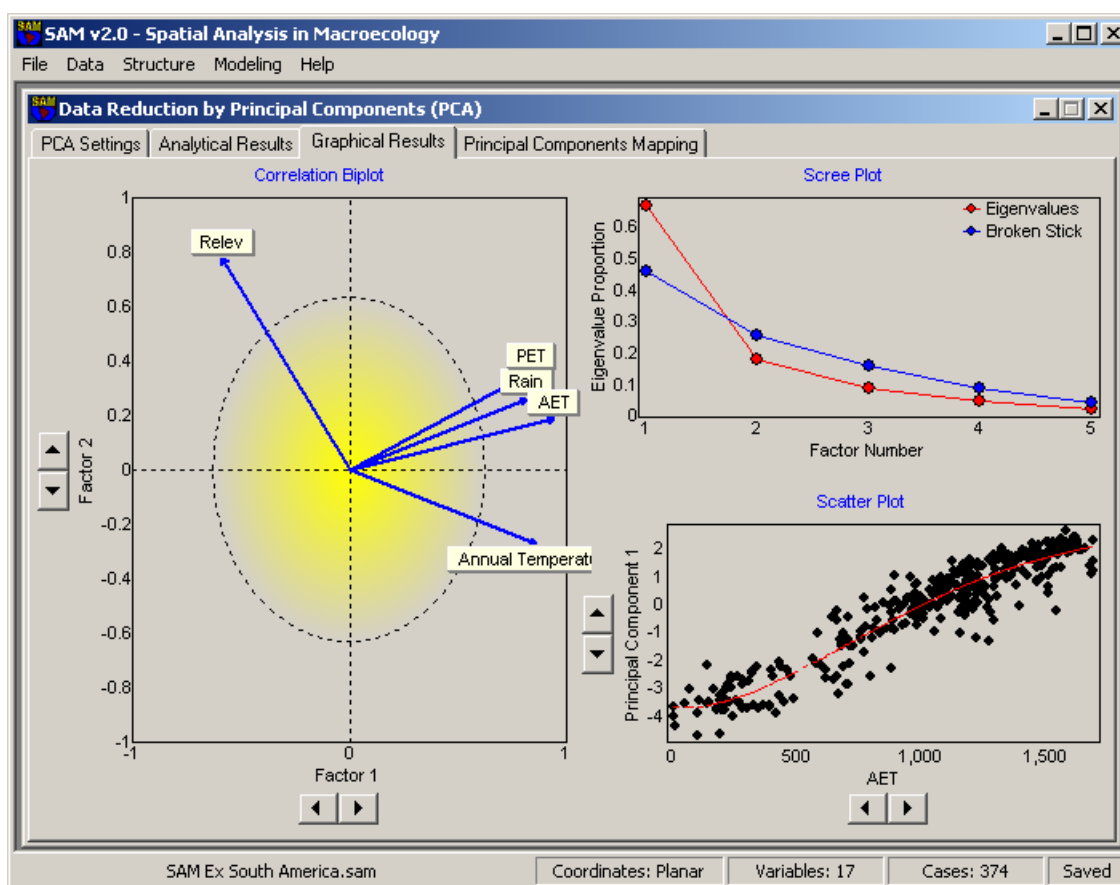 SAM v2.0 - Spatial Analysis in Macroecology
File Data Structure Modeling Help
SAM
Data Reduction by Principal Components (PCA)
PCA Settings Analytical Results Graphical Results Principal Components Mapping
Correlation Biplot
1
0.8
0.6
0.4
0.2
0
-0.2
-0.4
-0.6
-0.8
-1
Factor 2
Relev
PET
Rain
AET
Annual Temperatu
-1 0 1
Factor 1
Scree Plot
Eigenvalues
Broken Stick
0.6
0.5
0.4
0.3
0.2
0.1
0
Eigenvalue Proportion
1 2 3 4 5
Factor Number
Scatter Plot
2
1
0
-1
-2
-3
-4
Principal Component 1
0 500 1,000 1,500
AET
SAM Ex South America.sam Coordinates: Planar Variables: 17 Cases: 374 Saved